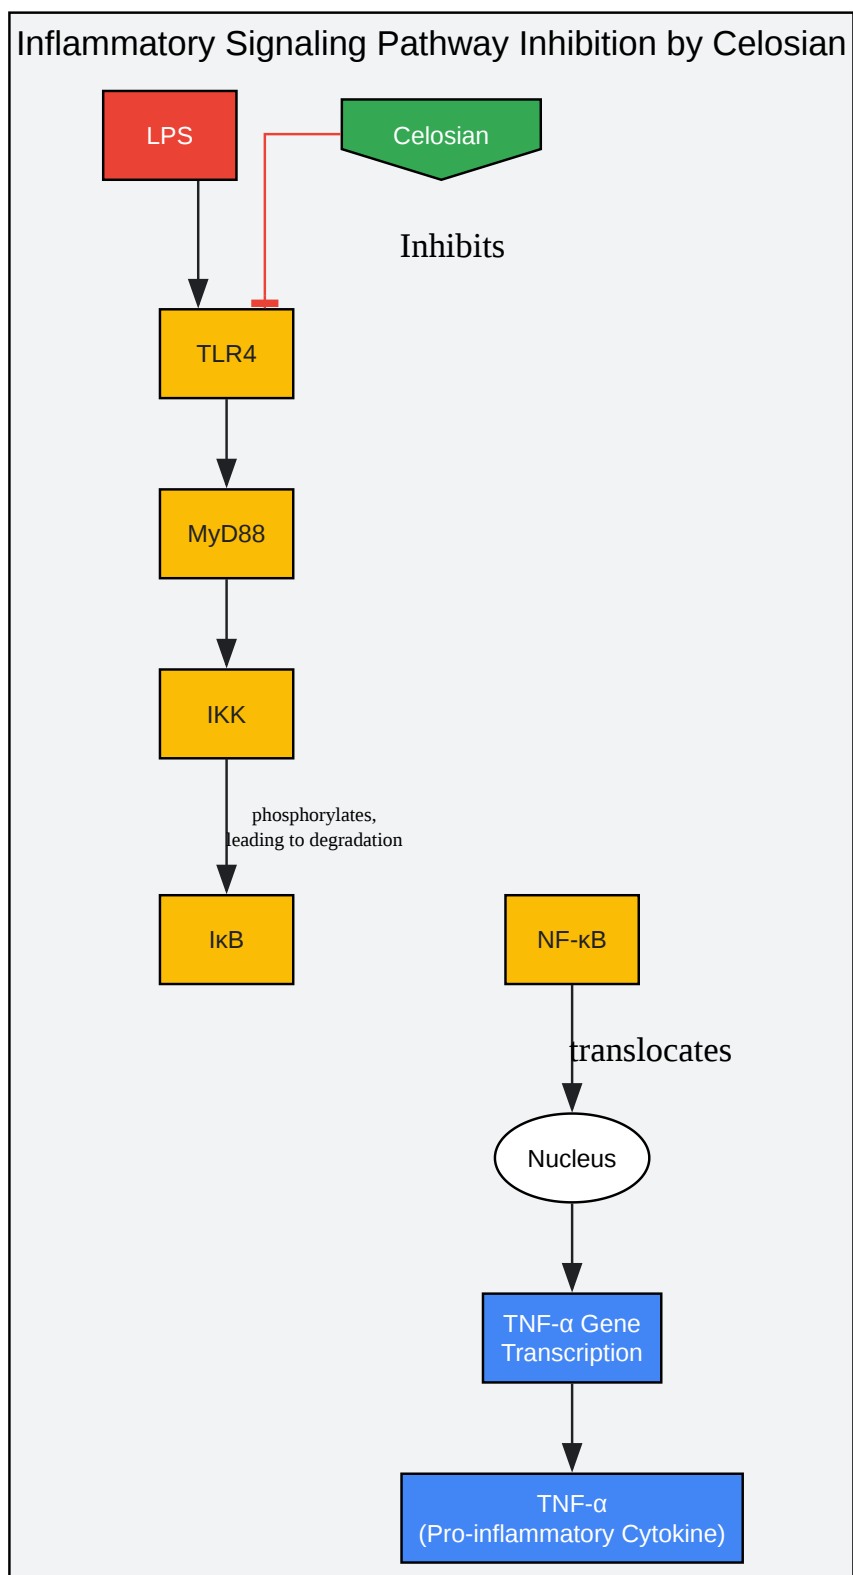 Inflammatory Signaling Pathway Inhibition by Celosian
LPS
Celosian
Inhibits
TLR4
MyD88
IKK
phosphorylates,
leading to degradation
IκB
NF-κB
translocates
Nucleus
TNF-α Gene
Transcription
TNF-α
(Pro-inflammatory Cytokine)